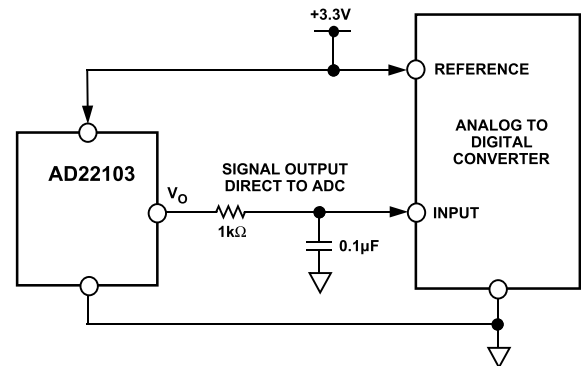 +3.3V
REFERENCE
ANALOG TO
DIGITAL
CONVERTER
AD22103
SIGNAL OUTPUT
DIRECT TO ADC
VO
INPUT
1kΩ
0.1µF